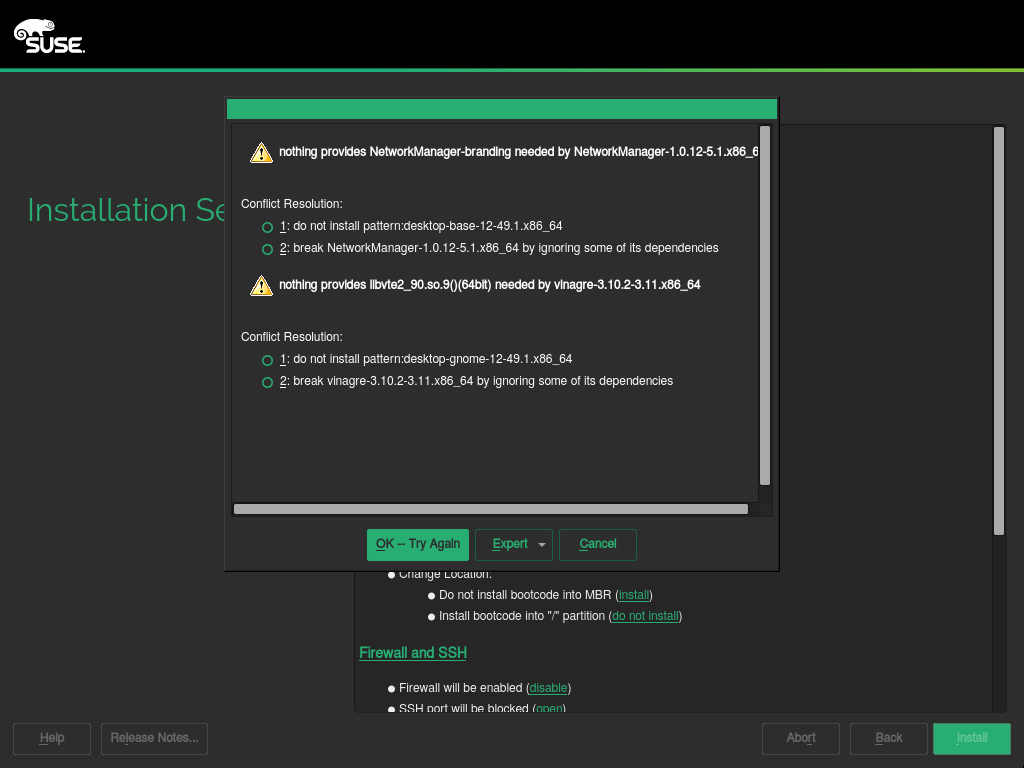 SUSE.
Installation Se
nothing provides NetworkManager-branding needed by NetworkManager-1.0.12-5.1.x86_6
Conflict Resolution:
1: do not install pattern:desktop-base-12-49.1.x86_64
2: break NetworkManager-1.0.12-5.1.x86_64 by ignoring some of its dependencies
nothing provides libvte2_90.so.9()(64bit) needed by vinagre-3.10.2-3.11.x86_64
Conflict Resolution:
1: do not install pattern:desktop-gnome-12-49.1.x86_64
2: break vinagre-3.10.2-3.11.x86_64 by ignoring some of its dependencies
OK -- Try Again Expert Cancel
● Change Location:
● Do not install bootcode into MBR (install)
● Install bootcode into "/" partition (do not install)
Firewall and SSH
● Firewall will be enabled (disable)
● SSH port will be blocked (open)
Help Release Notes... Abort Back Install